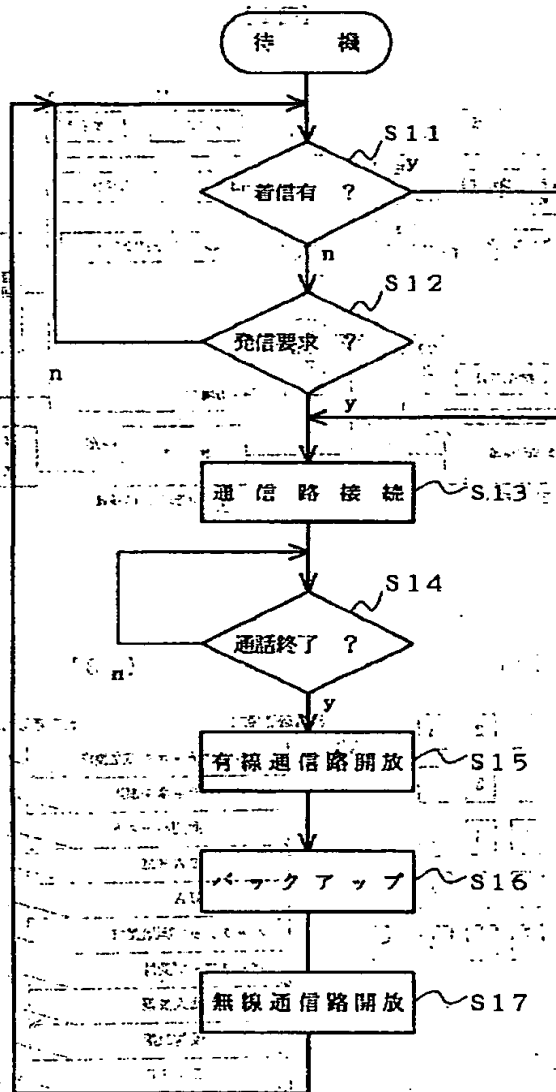 待 機
S11
着信有 ?
y
n
S12
発信要求 ?
n
y
通信路接続
S13
S14
通話終了 ?
n
y
有線通信路開放
S15
バックアップ
S16
無線通信路開放
S17